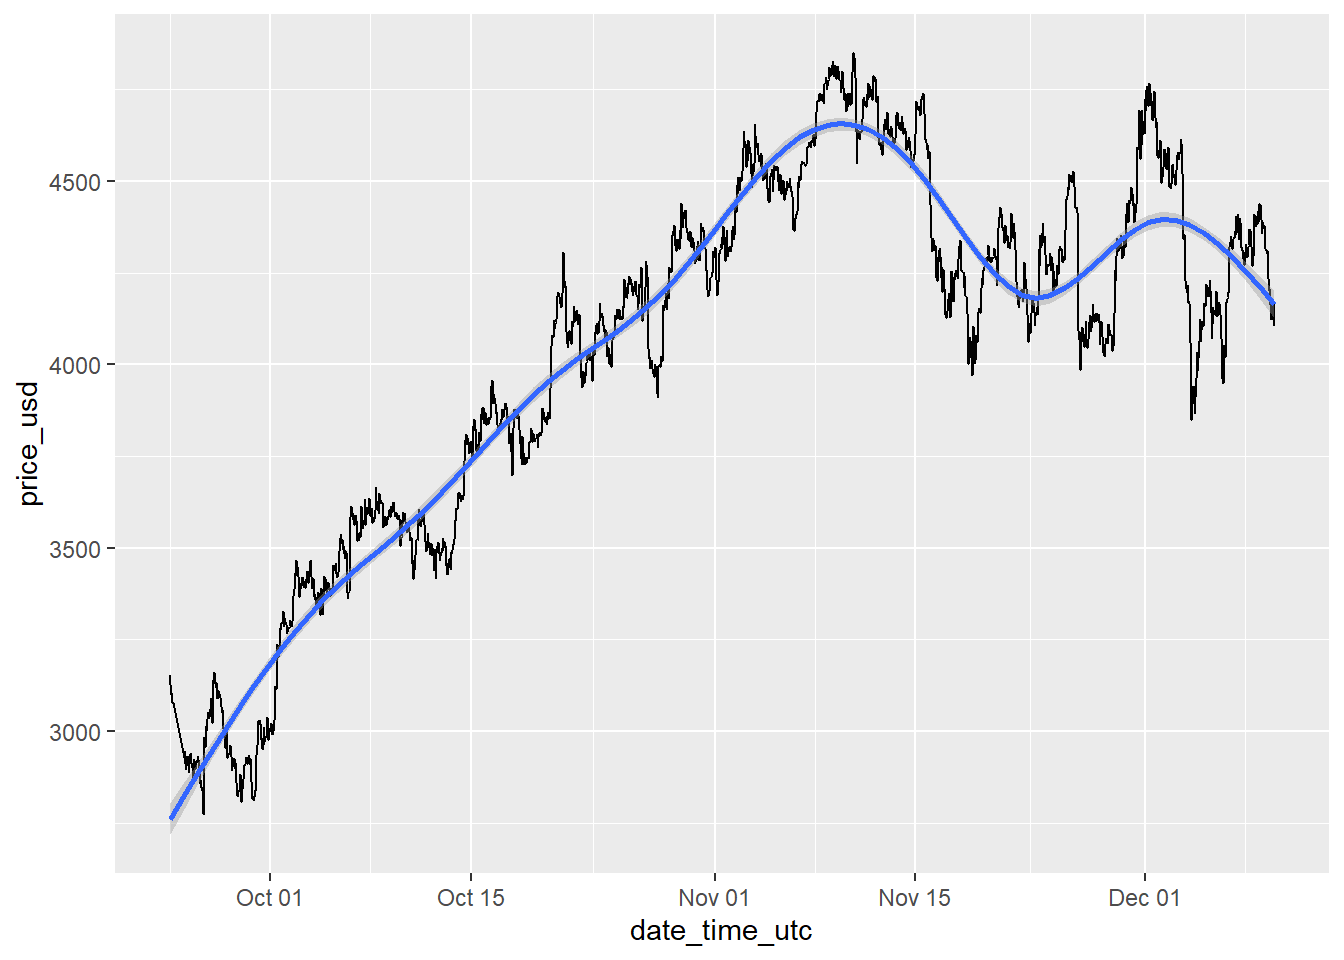 4500
4000
3500
3000
price_usd
Oct 01
Oct 15
Nov 01
Nov 15
Dec 01
date_time_utc